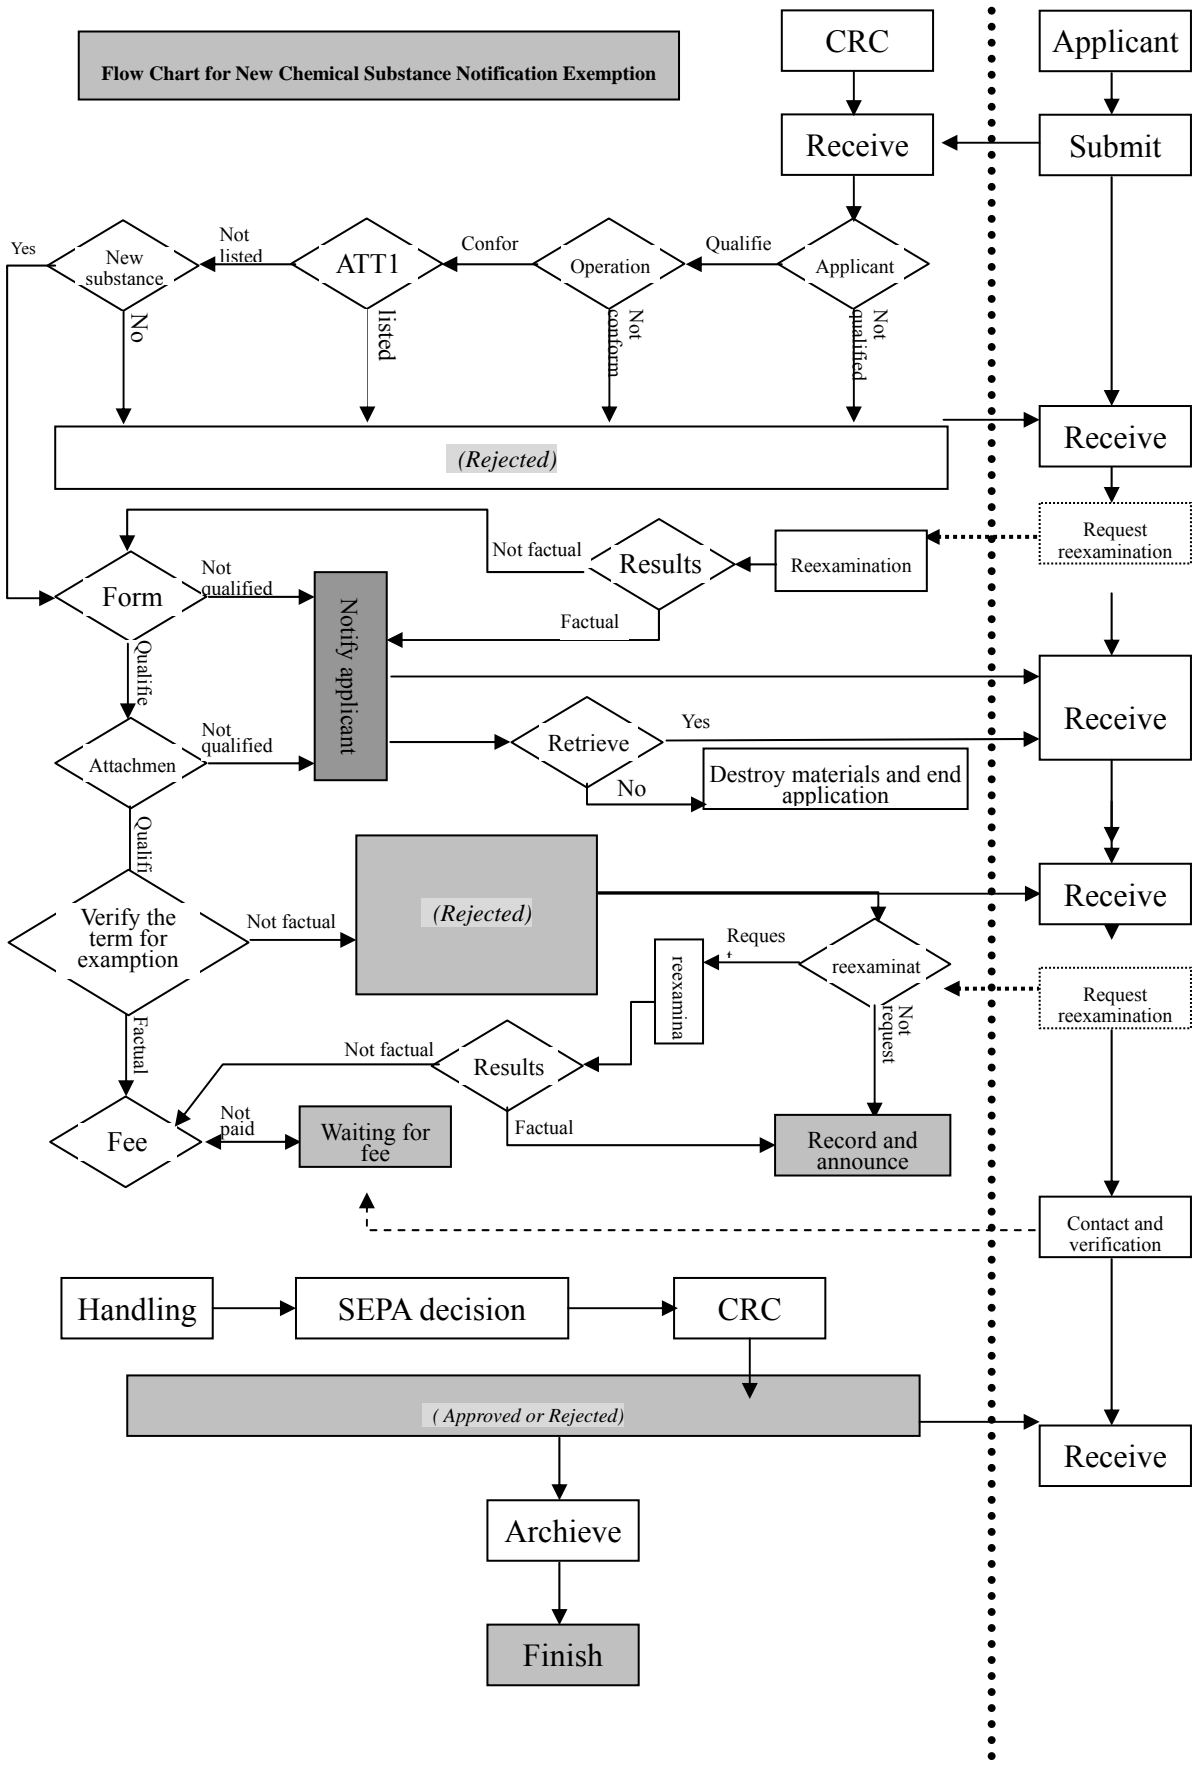 CRC
Applicant
Flow Chart for New Chemical Substance Notification Exemption
Receive
Submit
Yes
New
substance
Not
listed
ATT1
Confor
Operation
Qualifie
Applicant
No
listed
Not
conform
Not
qualified
(Rejected)
Receive
Request
reexamination
Reexamination
Results
Not factual
Factual
Form
Not
qualified
Notify applicant
Qualifie
Attachmen
Not
qualified
Retrieve
Yes
No
Destroy materials and end
application
Receive
Qualifi
Verify the
term for
examption
Not factual
(Rejected)
Receive
Reques
t
reexaminat
reexamina
Not
request
Request
reexamination
Factual
Not factual
Results
Factual
Fee
Not
paid
Waiting for
fee
Record and
announce
Contact and
verification
Handling
SEPA decision
CRC
( Approved or Rejected)
Receive
Archieve
Finish